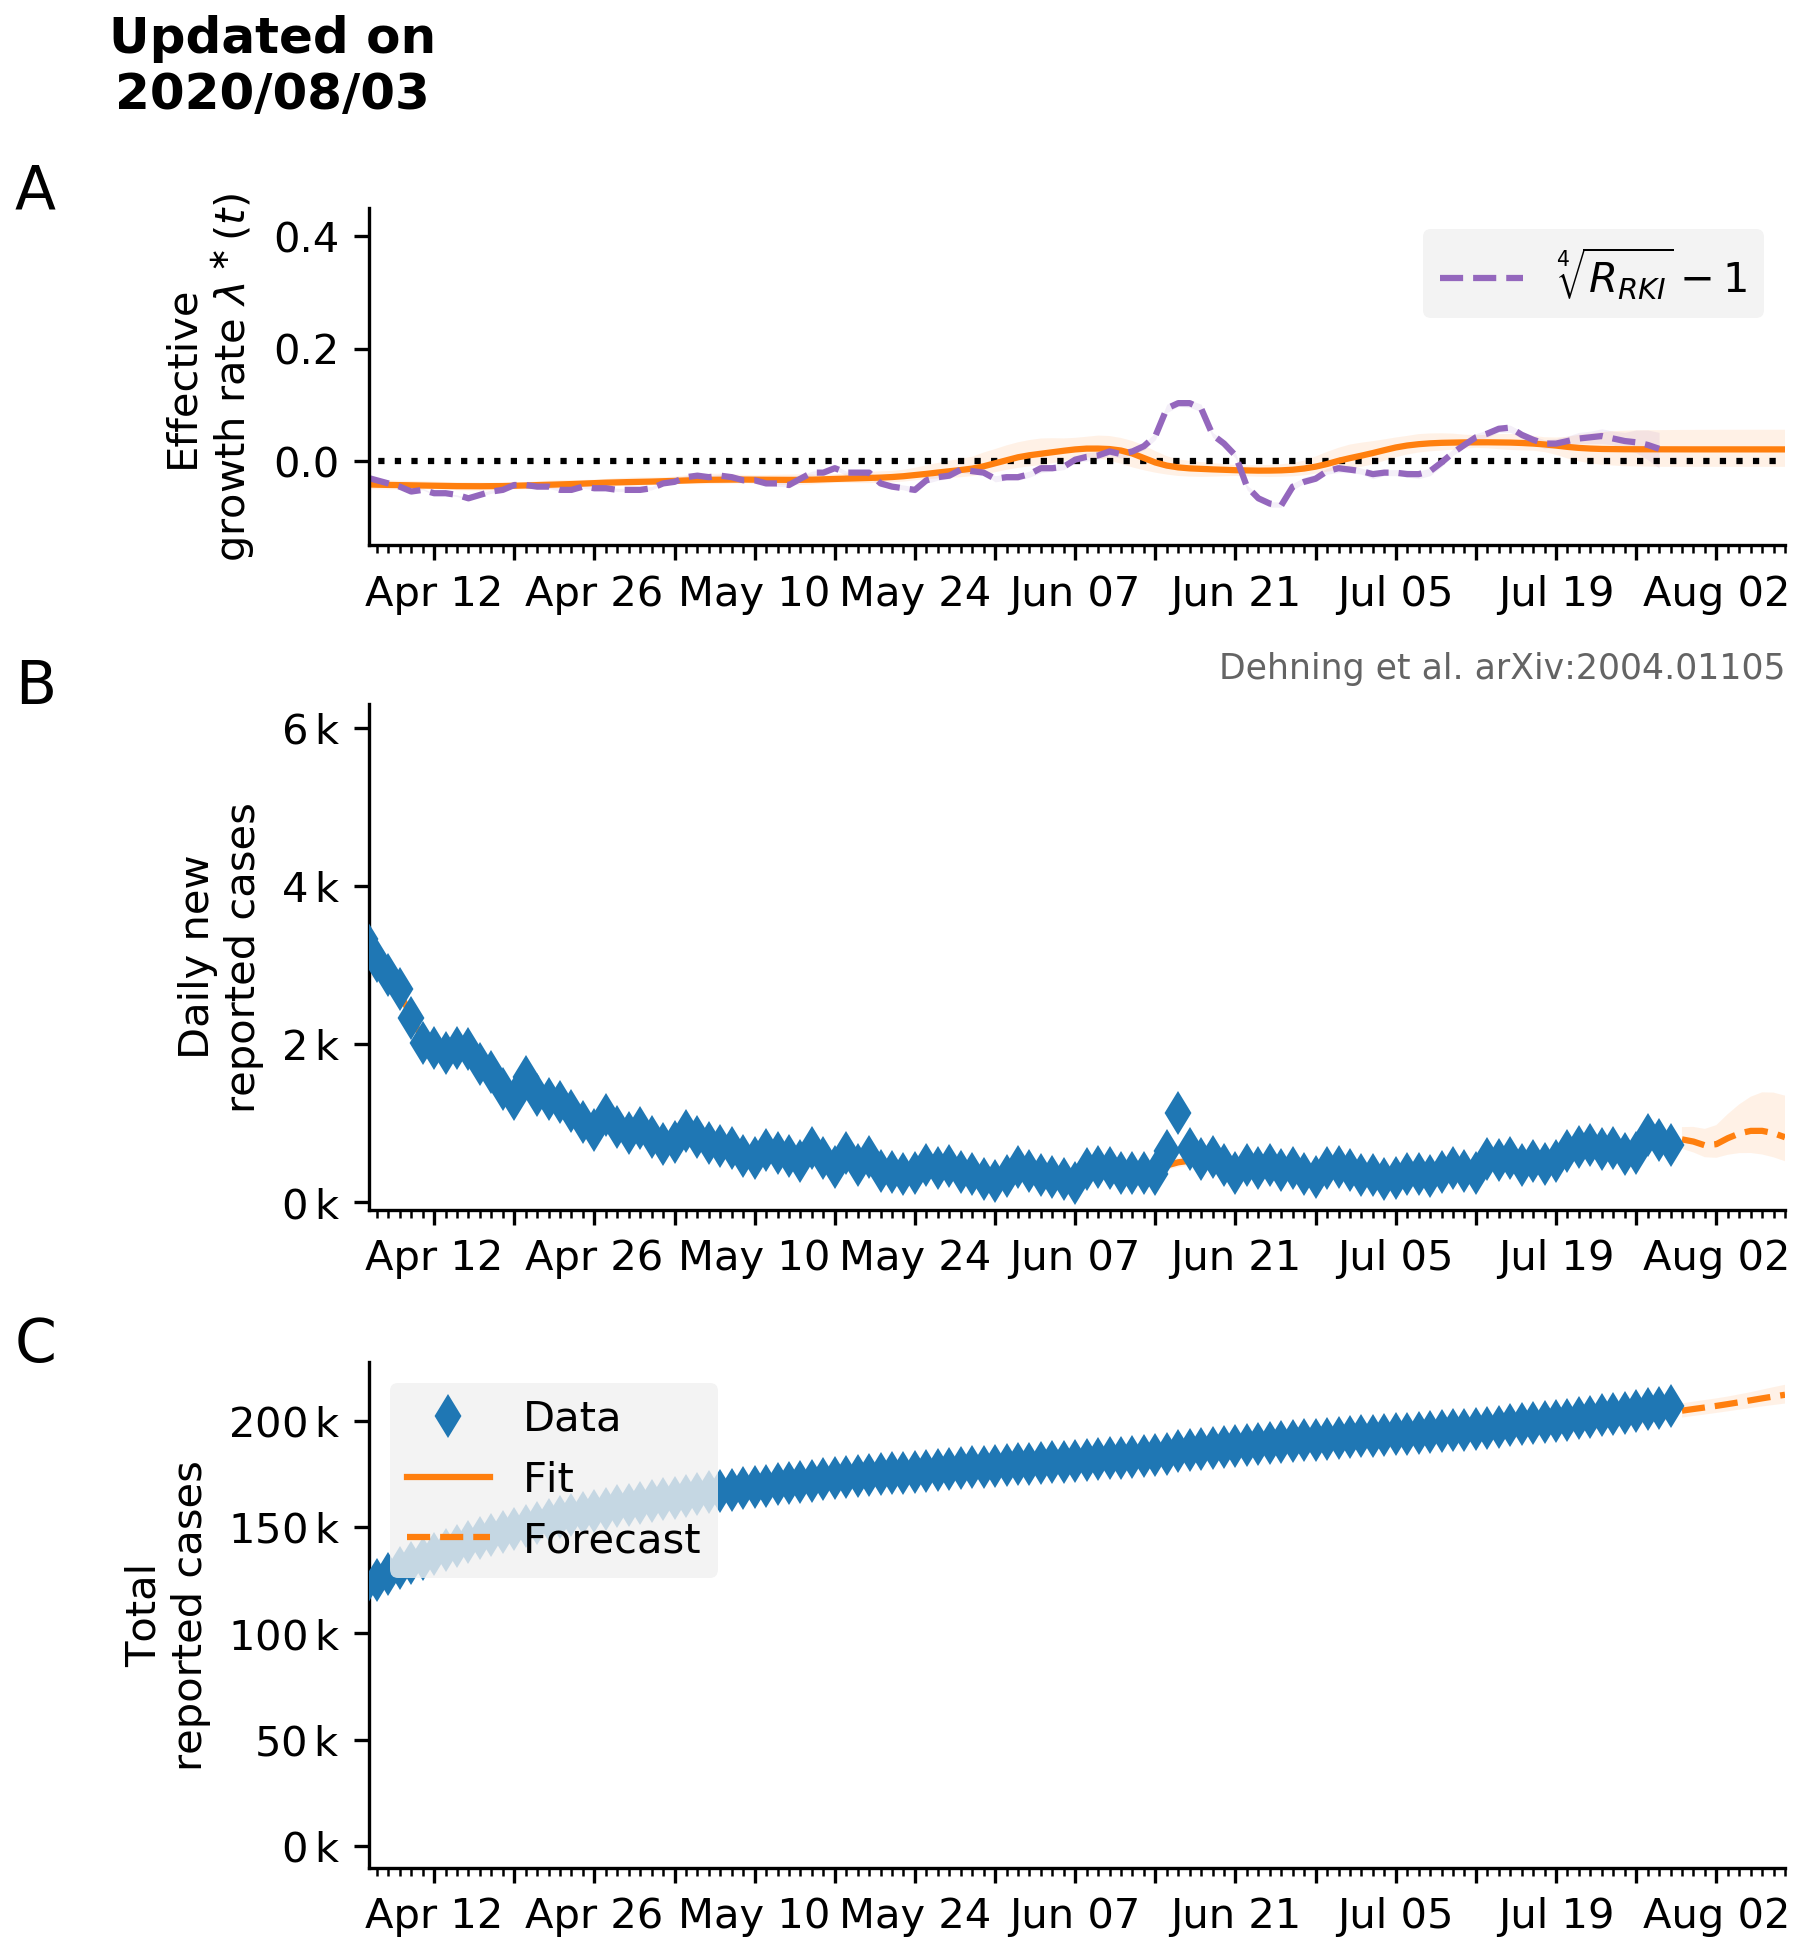 Updated on
2020/08/03
A
Effective
growth rate λ*(t)
0.4
0.2
0.0
∜R_RKI − 1
Apr 12 Apr 26 May 10 May 24 Jun 07 Jun 21 Jul 05 Jul 19 Aug 02
B
Dehning et al. arXiv:2004.01105
Daily new
reported cases
6 k
4 k
2 k
0 k
Apr 12 Apr 26 May 10 May 24 Jun 07 Jun 21 Jul 05 Jul 19 Aug 02
C
Total
reported cases
200 k
150 k
100 k
50 k
0 k
Data
Fit
Forecast
Apr 12 Apr 26 May 10 May 24 Jun 07 Jun 21 Jul 05 Jul 19 Aug 02